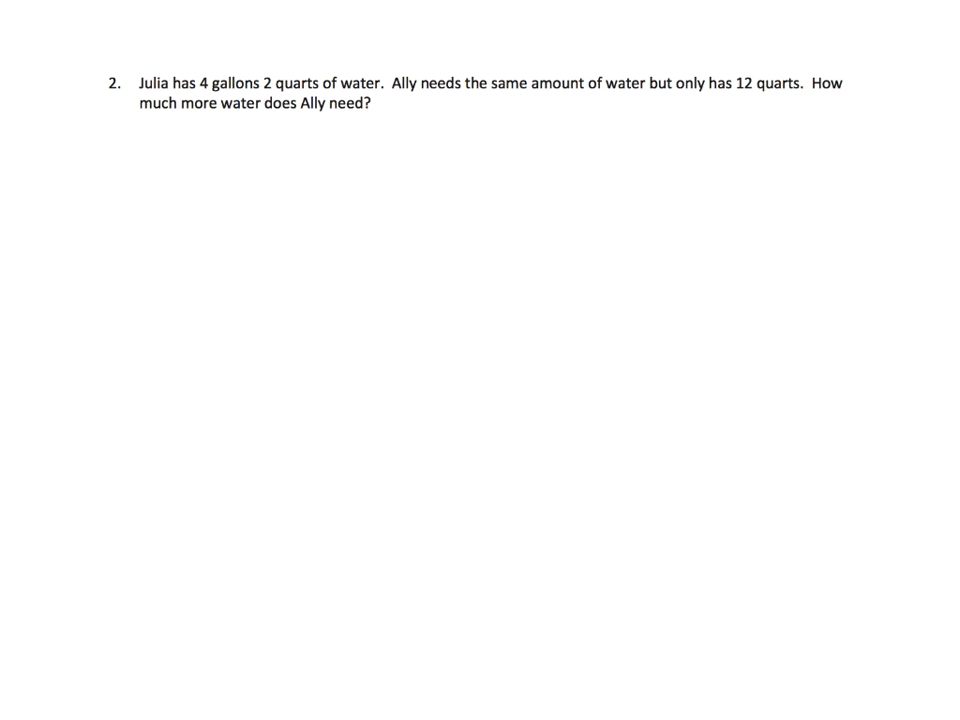 2. Julia has 4 gallons 2 quarts of water. Ally needs the same amount of water but only has 12 quarts. How
much more water does Ally need?